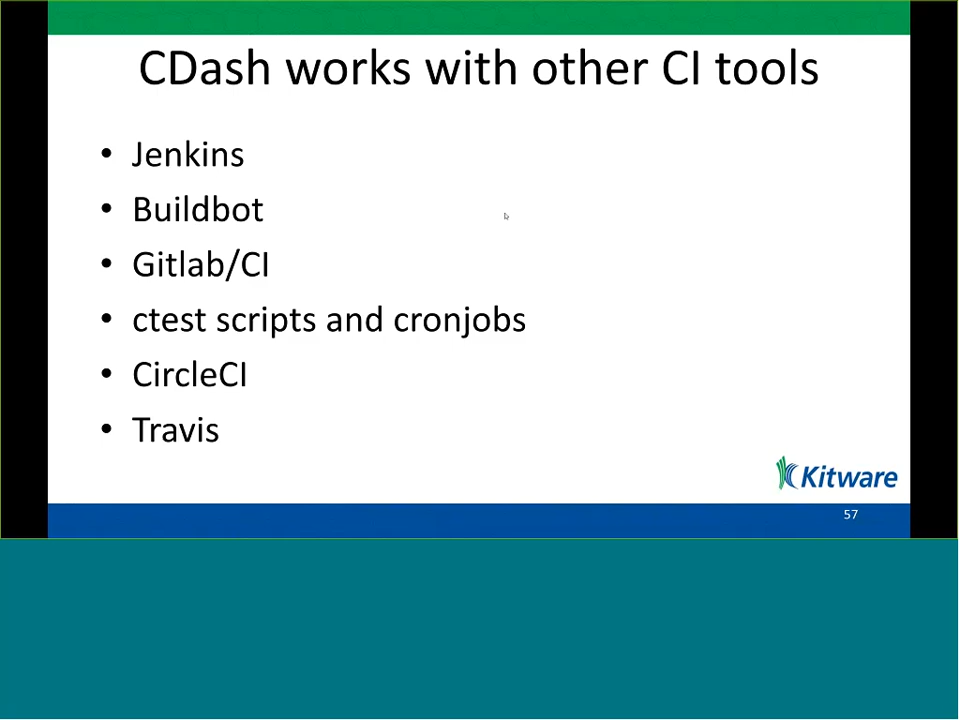 CDash works with other CI tools
• Jenkins
• Buildbot
• Gitlab/CI
• ctest scripts and cronjobs
• CircleCI
• Travis
Kitware
57